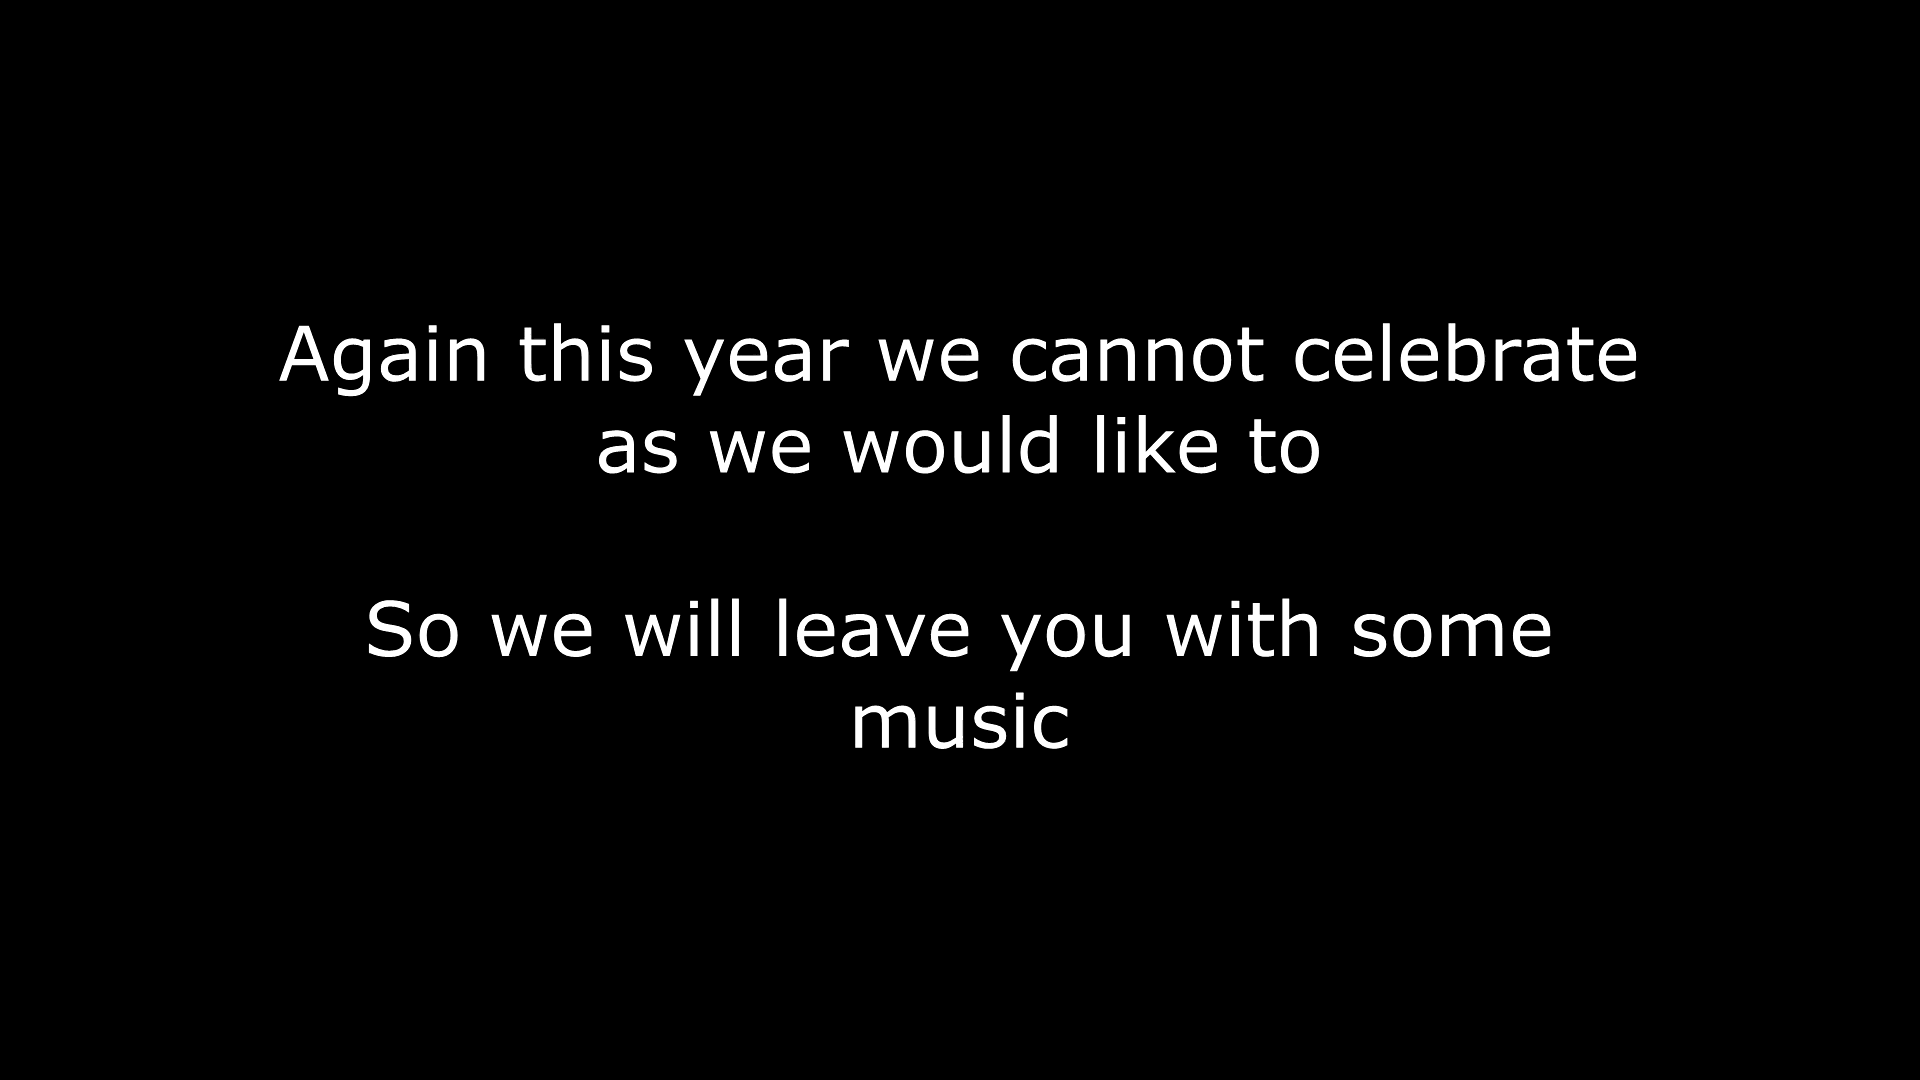 Again this year we cannot celebrate
as we would like to
So we will leave you with some
music